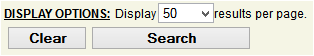 DISPLAY OPTIONS: Display 50 results per page.
Clear Search